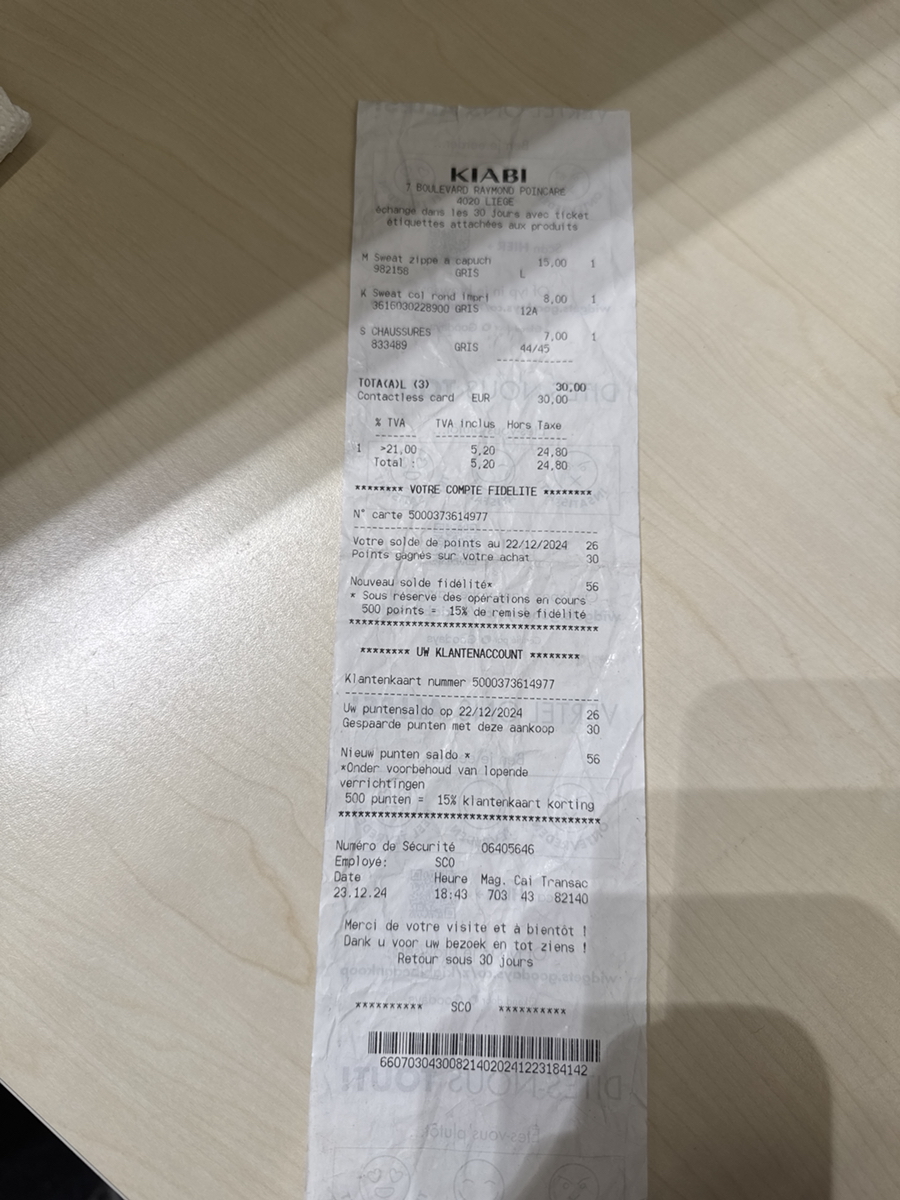 KIABI
7 BOULEVARD RAYMOND POINCARE
4020 LIEGE
échange dans les 30 jours avec ticket
étiquettes attachées aux produits
M Sweat zippe a capuch 15,00 1
982158 GRIS L
K Sweat col rond impri 8,00 1
3616030228900 GRIS 12A
S CHAUSSURES 7,00 1
833489 GRIS 44/45
------------
TOTA(A)L (3) 30,00
Contactless card EUR 30,00
% TVA TVA inclus Hors Taxe
------- ---------- ----------
1 >21,00 5,20 24,80
Total : 5,20 24,80
******** VOTRE COMPTE FIDELITE ********
N° carte 5000373614977
----------------------------------------
Votre solde de points au 22/12/2024 26
Points gagnés sur votre achat 30
Nouveau solde fidélité* 56
* Sous réserve des opérations en cours
500 points = 15% de remise fidélité
****************************************
******** UW KLANTENACCOUNT ********
Klantenkaart nummer 5000373614977
----------------------------------------
Uw puntensaldo op 22/12/2024 26
Gespaarde punten met deze aankoop 30
Nieuw punten saldo * 56
*Onder voorbehoud van lopende
verrichtingen
500 punten = 15% klantenkaart korting
****************************************
Numéro de Sécurité 06405646
Employé: SCO
Date Heure Mag. Cai Transac
23.12.24 18:43 703 43 82140
Merci de votre visite et à bientôt !
Dank u voor uw bezoek en tot ziens !
Retour sous 30 jours
********** SCO **********
660703043008214020241223184142